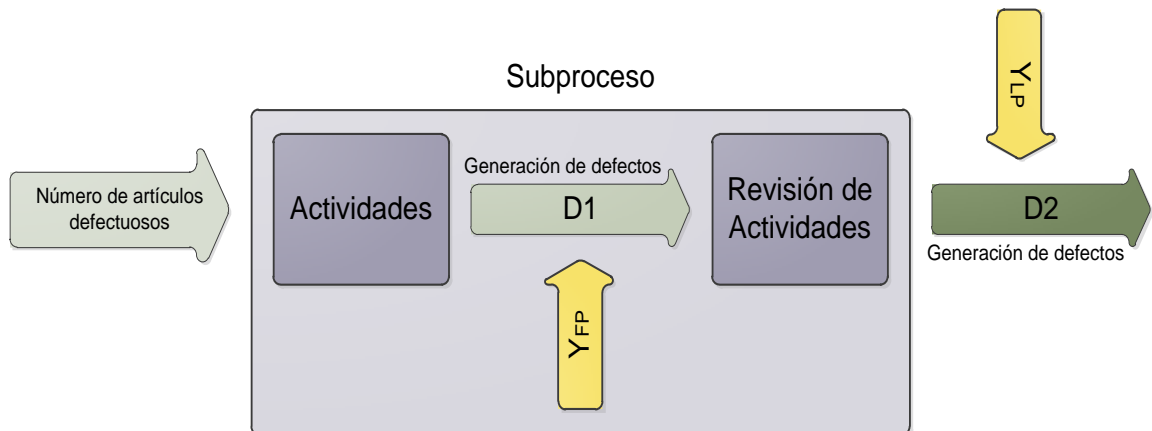 Subproceso
Número de artículos
defectuosos
Actividades
Generación de defectos
D1
YFP
Revisión de
Actividades
YLP
D2
Generación de defectos